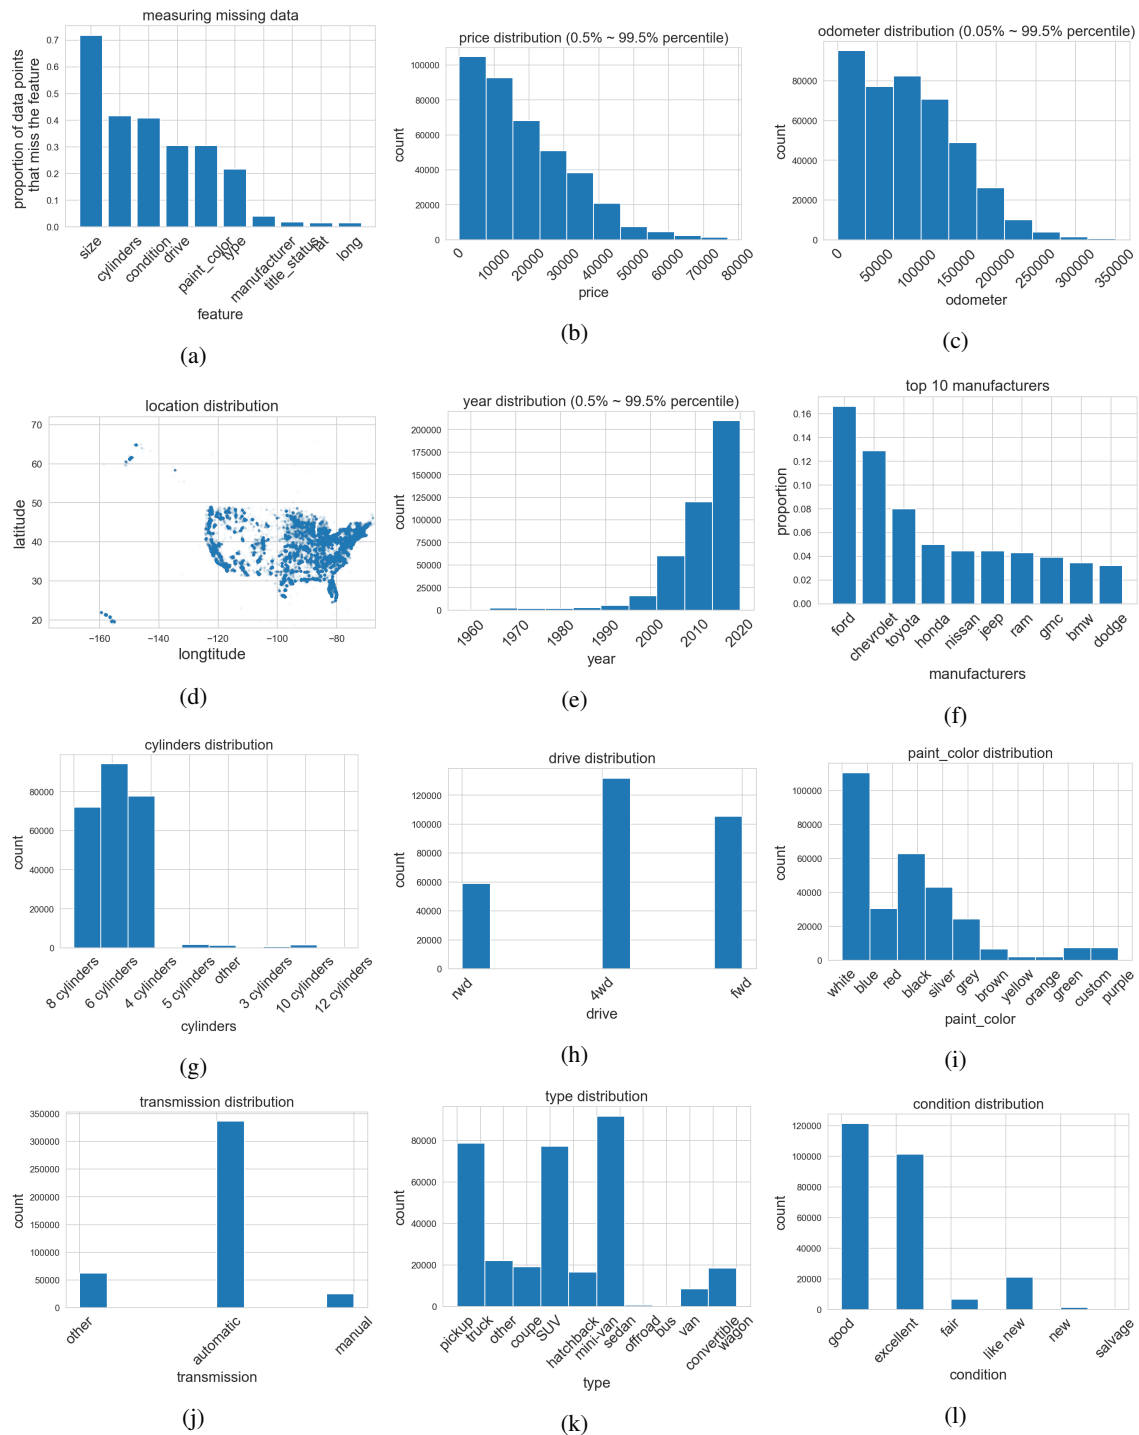 measuring missing data
proportion of data points
that miss the feature
0.7
0.6
0.5
0.4
0.3
0.2
0.1
0.0
size
cylinders
condition
drive
paint_color
type
manufacturer
title_status
lat
long
feature
(a)
price distribution (0.5% ~ 99.5% percentile)
count
100000
80000
60000
40000
20000
0
0
10000
20000
30000
40000
50000
60000
70000
80000
price
(b)
odometer distribution (0.05% ~ 99.5% percentile)
count
80000
60000
40000
20000
0
0
50000
100000
150000
200000
250000
300000
350000
odometer
(c)
location distribution
latitude
70
60
50
40
30
20
−160
−140
−120
−100
−80
longtitude
(d)
year distribution (0.5% ~ 99.5% percentile)
count
200000
175000
150000
125000
100000
75000
50000
25000
0
1960
1970
1980
1990
2000
2010
2020
year
(e)
top 10 manufacturers
proportion
0.16
0.14
0.12
0.10
0.08
0.06
0.04
0.02
0.00
ford
chevrolet
toyota
honda
nissan
jeep
ram
gmc
bmw
dodge
manufacturers
(f)
cylinders distribution
count
80000
60000
40000
20000
0
8 cylinders
6 cylinders
4 cylinders
5 cylinders
other
3 cylinders
10 cylinders
12 cylinders
cylinders
(g)
drive distribution
count
120000
100000
80000
60000
40000
20000
0
rwd
4wd
fwd
drive
(h)
paint_color distribution
count
100000
80000
60000
40000
20000
0
white
blue
red
black
silver
grey
brown
yellow
orange
green
custom
purple
paint_color
(i)
transmission distribution
count
350000
300000
250000
200000
150000
100000
50000
0
other
automatic
manual
transmission
(j)
type distribution
count
80000
60000
40000
20000
0
pickup
truck
other
coupe
SUV
hatchback
mini-van
sedan
offroad
bus
van
convertible
wagon
type
(k)
condition distribution
count
120000
100000
80000
60000
40000
20000
0
good
excellent
fair
like new
new
salvage
condition
(l)